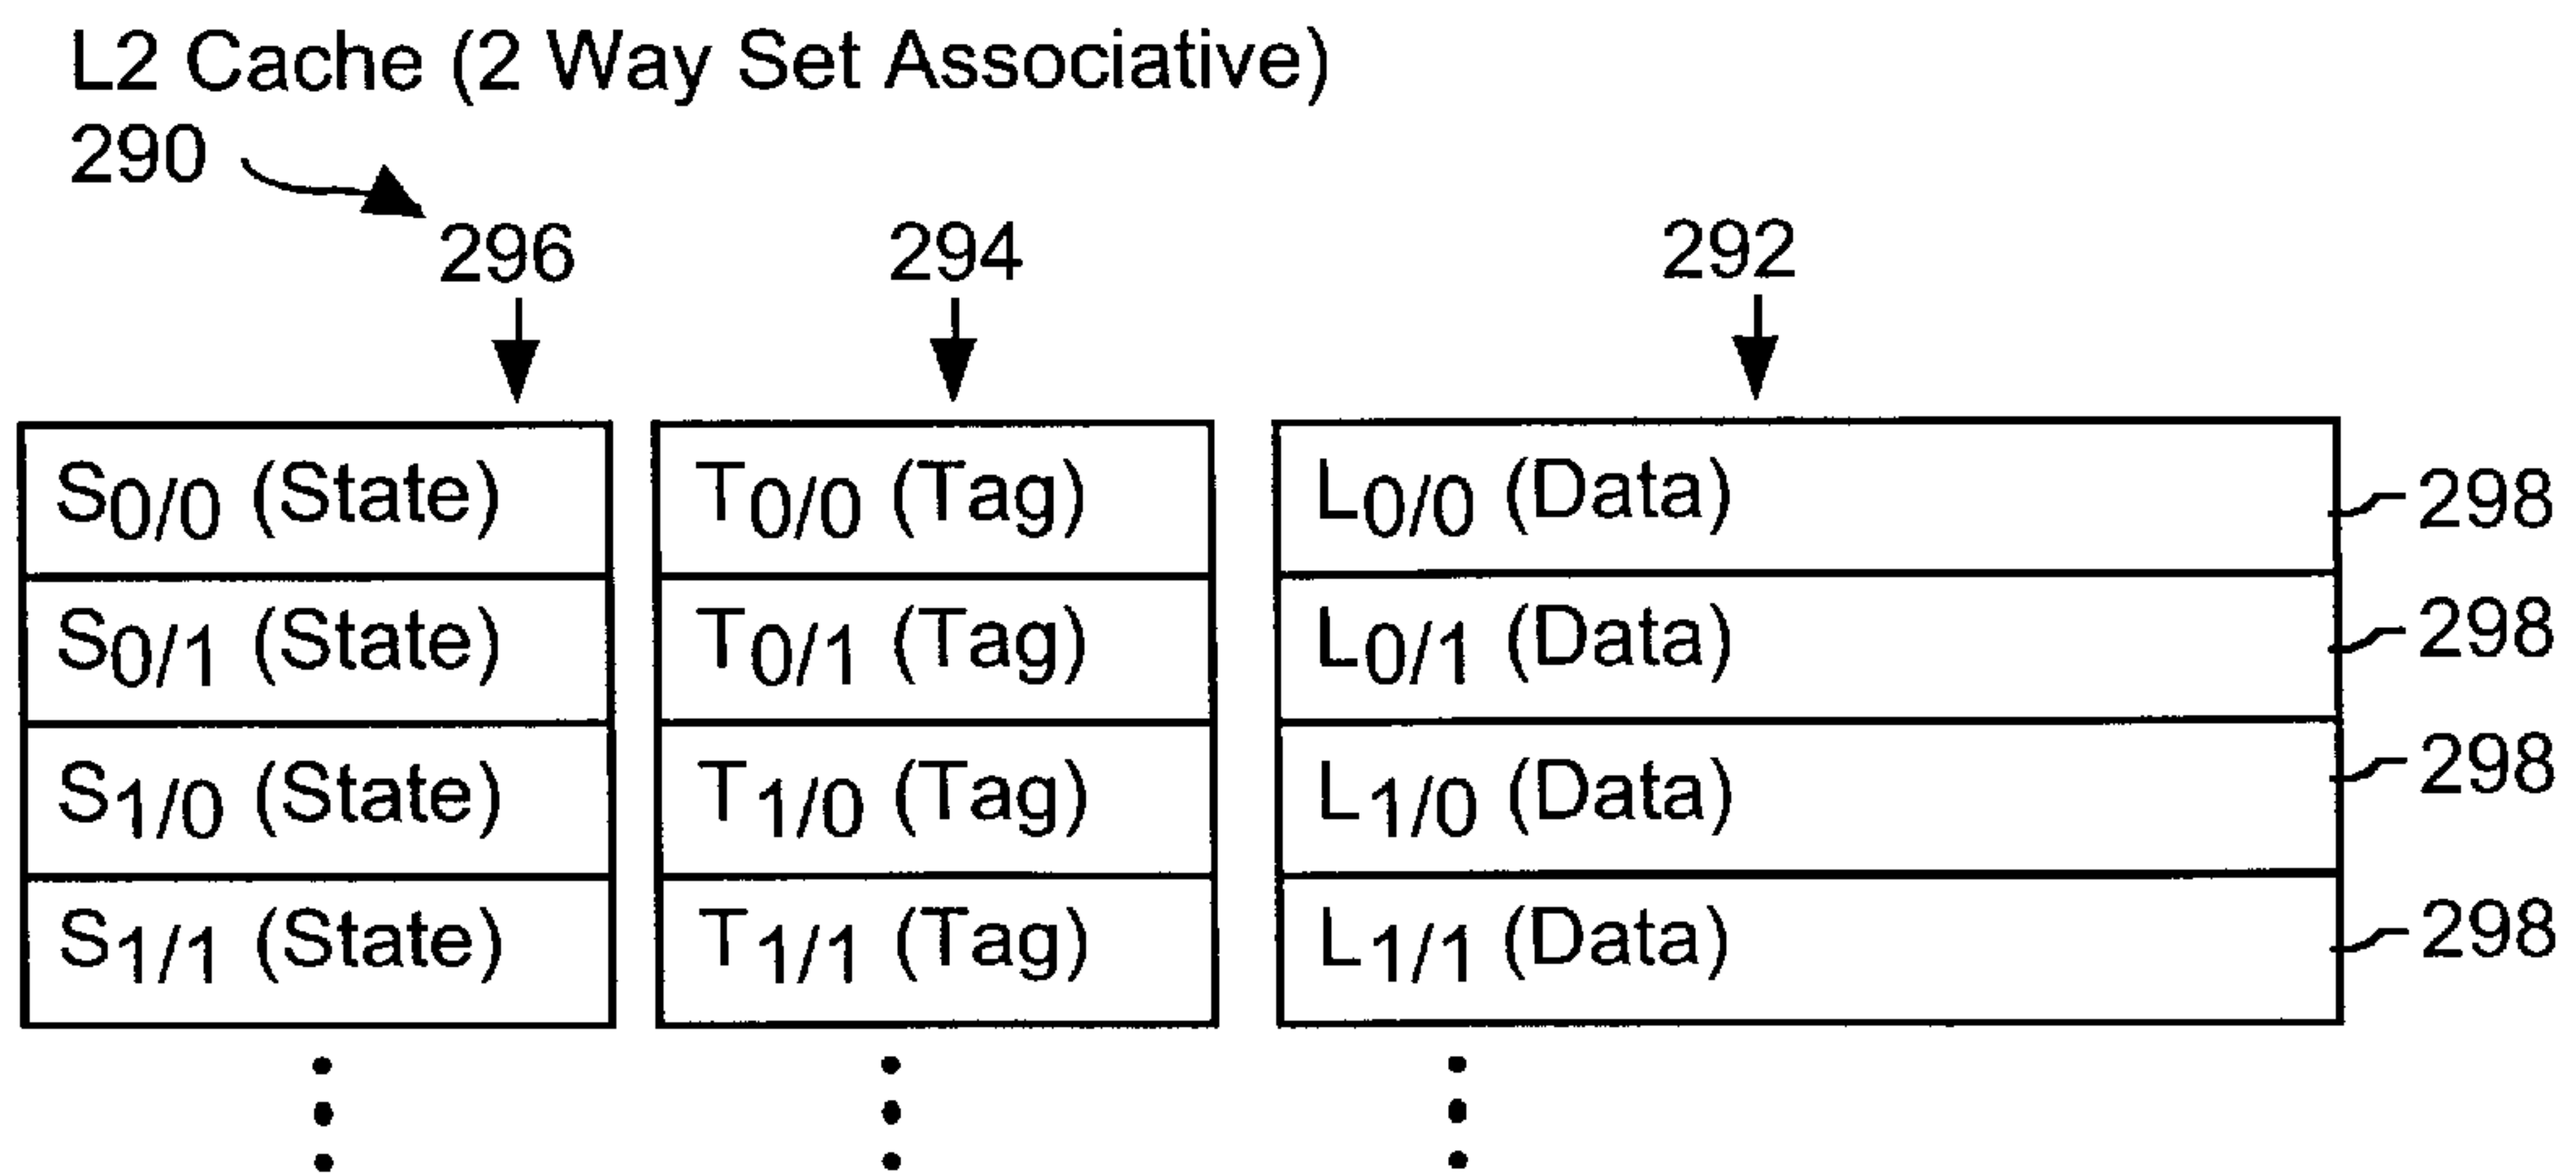 L2 Cache (2 Way Set Associative)
290
296 294 292
S0/0 (State) T0/0 (Tag) L0/0 (Data) 298
S0/1 (State) T0/1 (Tag) L0/1 (Data) 298
S1/0 (State) T1/0 (Tag) L1/0 (Data) 298
S1/1 (State) T1/1 (Tag) L1/1 (Data) 298